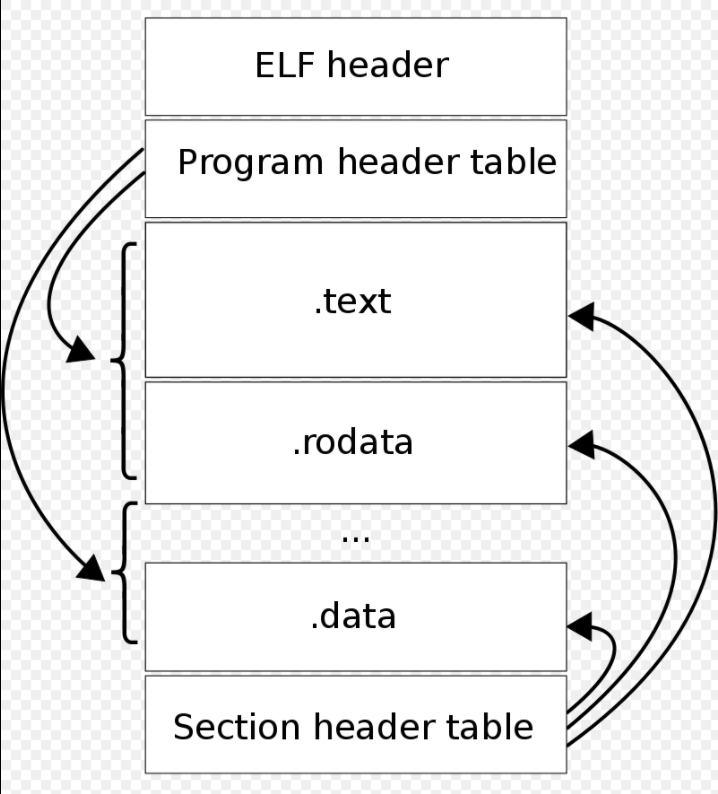 ELF header
Program header table
.text
.rodata
...
.data
Section header table